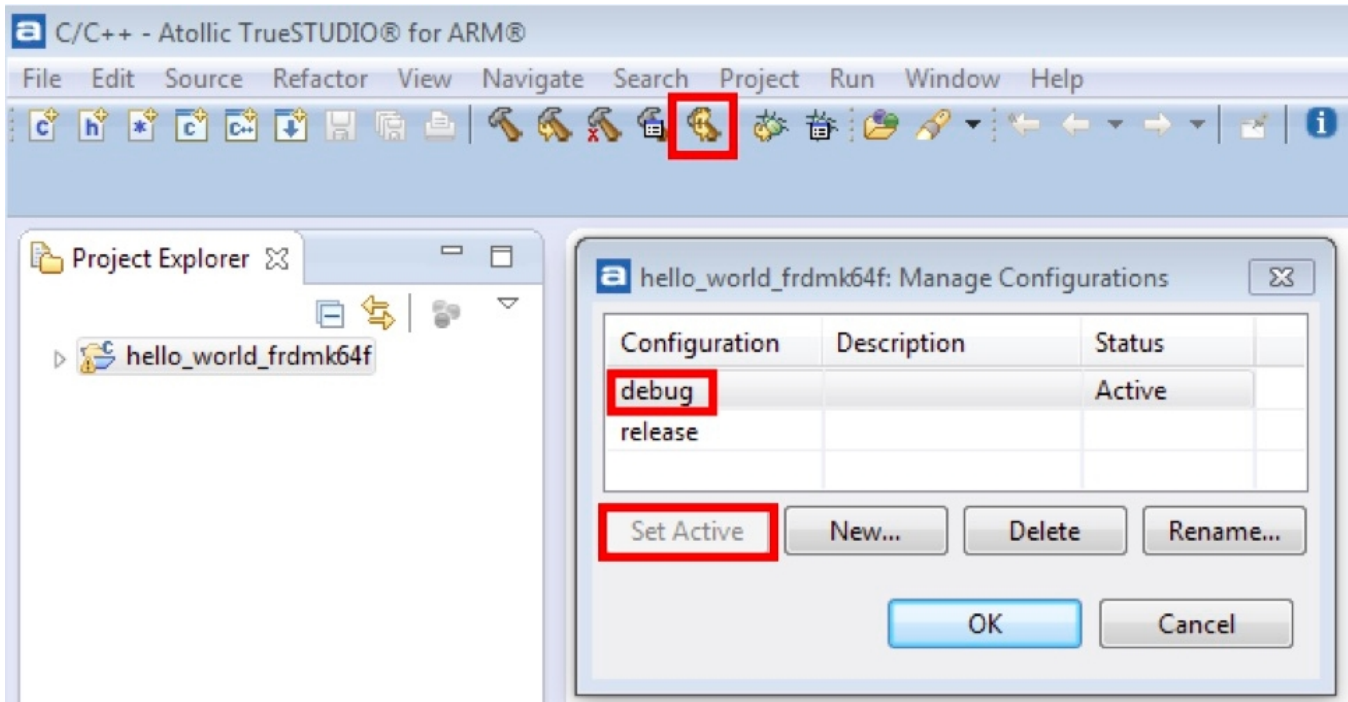 C/C++ - Atollic TrueSTUDIO® for ARM®
File Edit Source Refactor View Navigate Search Project Run Window Help
Project Explorer
hello_world_frdmk64f
hello_world_frdmk64f: Manage Configurations
Configuration Description Status
debug Active
release
Set Active New... Delete Rename...
OK Cancel